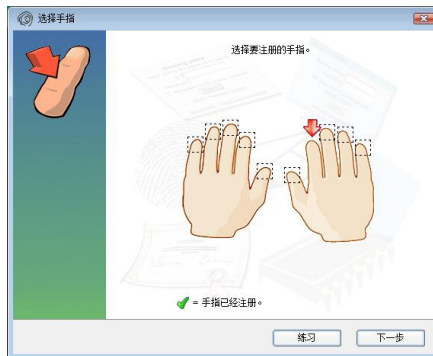 选择手指
选择要注册的手指。
= 手指已经注册。
练习
下一步